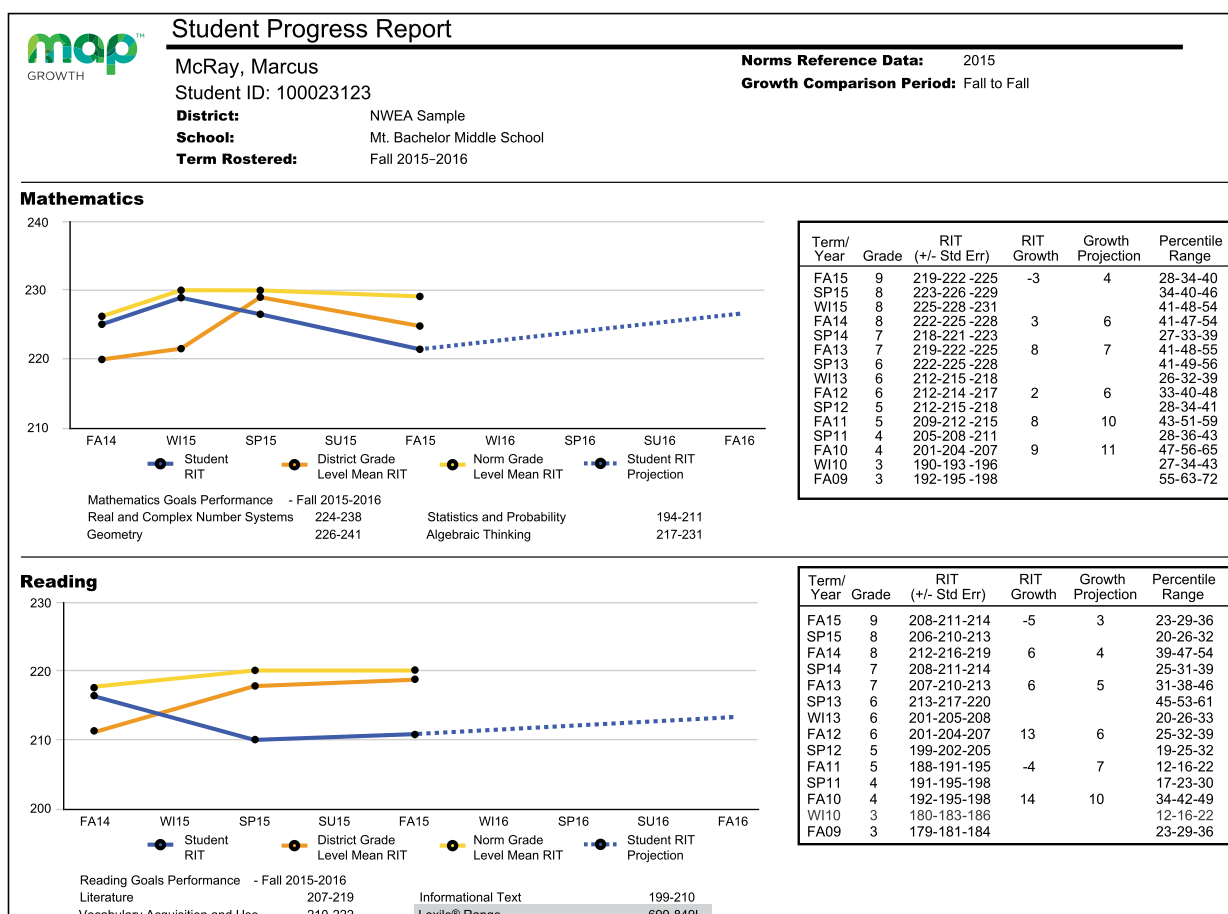 map™
GROWTH
Student Progress Report
McRay, Marcus
Student ID: 100023123
District: NWEA Sample
School: Mt. Bachelor Middle School
Term Rostered: Fall 2015–2016
Norms Reference Data: 2015
Growth Comparison Period: Fall to Fall
Mathematics
240
230
220
210
FA14 WI15 SP15 SU15 FA15 WI16 SP16 SU16 FA16
Student RIT
District Grade Level Mean RIT
Norm Grade Level Mean RIT
Student RIT Projection
Mathematics Goals Performance - Fall 2015-2016
Real and Complex Number Systems 224-238 Statistics and Probability 194-211
Geometry 226-241 Algebraic Thinking 217-231
Term/ Year Grade RIT (+/- Std Err) RIT Growth Growth Projection Percentile Range
FA15 9 219-222-225 -3 4 28-34-40
SP15 8 223-226-229 34-40-46
WI15 8 225-228-231 41-48-54
FA14 8 222-225-228 3 6 41-47-54
SP14 7 218-221-223 27-33-39
FA13 7 219-222-225 8 7 41-48-55
SP13 6 222-225-228 41-49-56
WI13 6 212-215-218 26-32-39
FA12 6 212-214-217 2 6 33-40-48
SP12 5 212-215-218 28-34-41
FA11 5 209-212-215 8 10 43-51-59
SP11 4 205-208-211 28-36-43
FA10 4 201-204-207 9 11 47-56-65
WI10 3 190-193-196 27-34-43
FA09 3 192-195-198 55-63-72
Reading
230
220
210
200
FA14 WI15 SP15 SU15 FA15 WI16 SP16 SU16 FA16
Student RIT
District Grade Level Mean RIT
Norm Grade Level Mean RIT
Student RIT Projection
Reading Goals Performance - Fall 2015-2016
Literature 207-219 Informational Text 199-210
Vocabulary Acquisition and Use 210-222 Lexile® Range 699-849L
Term/ Year Grade RIT (+/- Std Err) RIT Growth Growth Projection Percentile Range
FA15 9 208-211-214 -5 3 23-29-36
SP15 8 206-210-213 20-26-32
FA14 8 212-216-219 6 4 39-47-54
SP14 7 208-211-214 25-31-39
FA13 7 207-210-213 6 5 31-38-46
SP13 6 213-217-220 45-53-61
WI13 6 201-205-208 20-26-33
FA12 6 201-204-207 13 6 25-32-39
SP12 5 199-202-205 19-25-32
FA11 5 188-191-195 -4 7 12-16-22
SP11 4 191-195-198 17-23-30
FA10 4 192-195-198 14 10 34-42-49
WI10 3 180-183-186 12-16-22
FA09 3 179-181-184 23-29-36